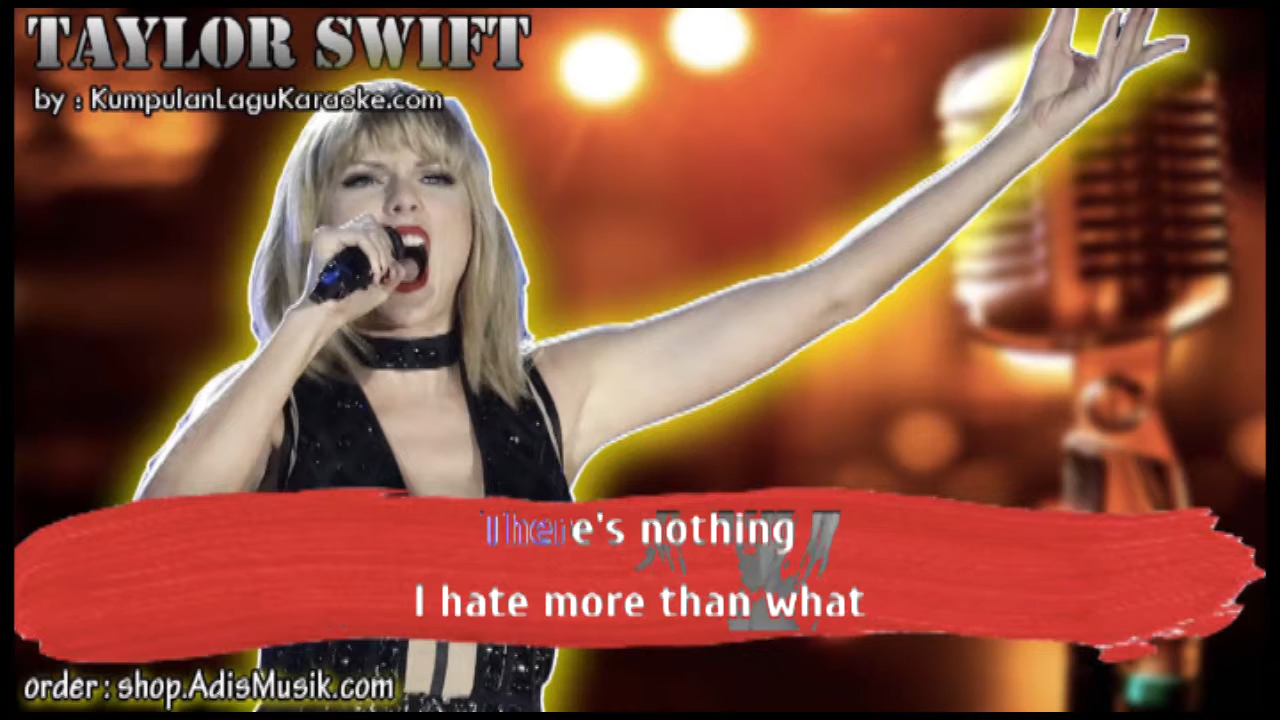 TAYLOR SWIFT
by : KumpulanLaguKaraoke.com
There's nothing
I hate more than what
order : shop.AdisMusik.com